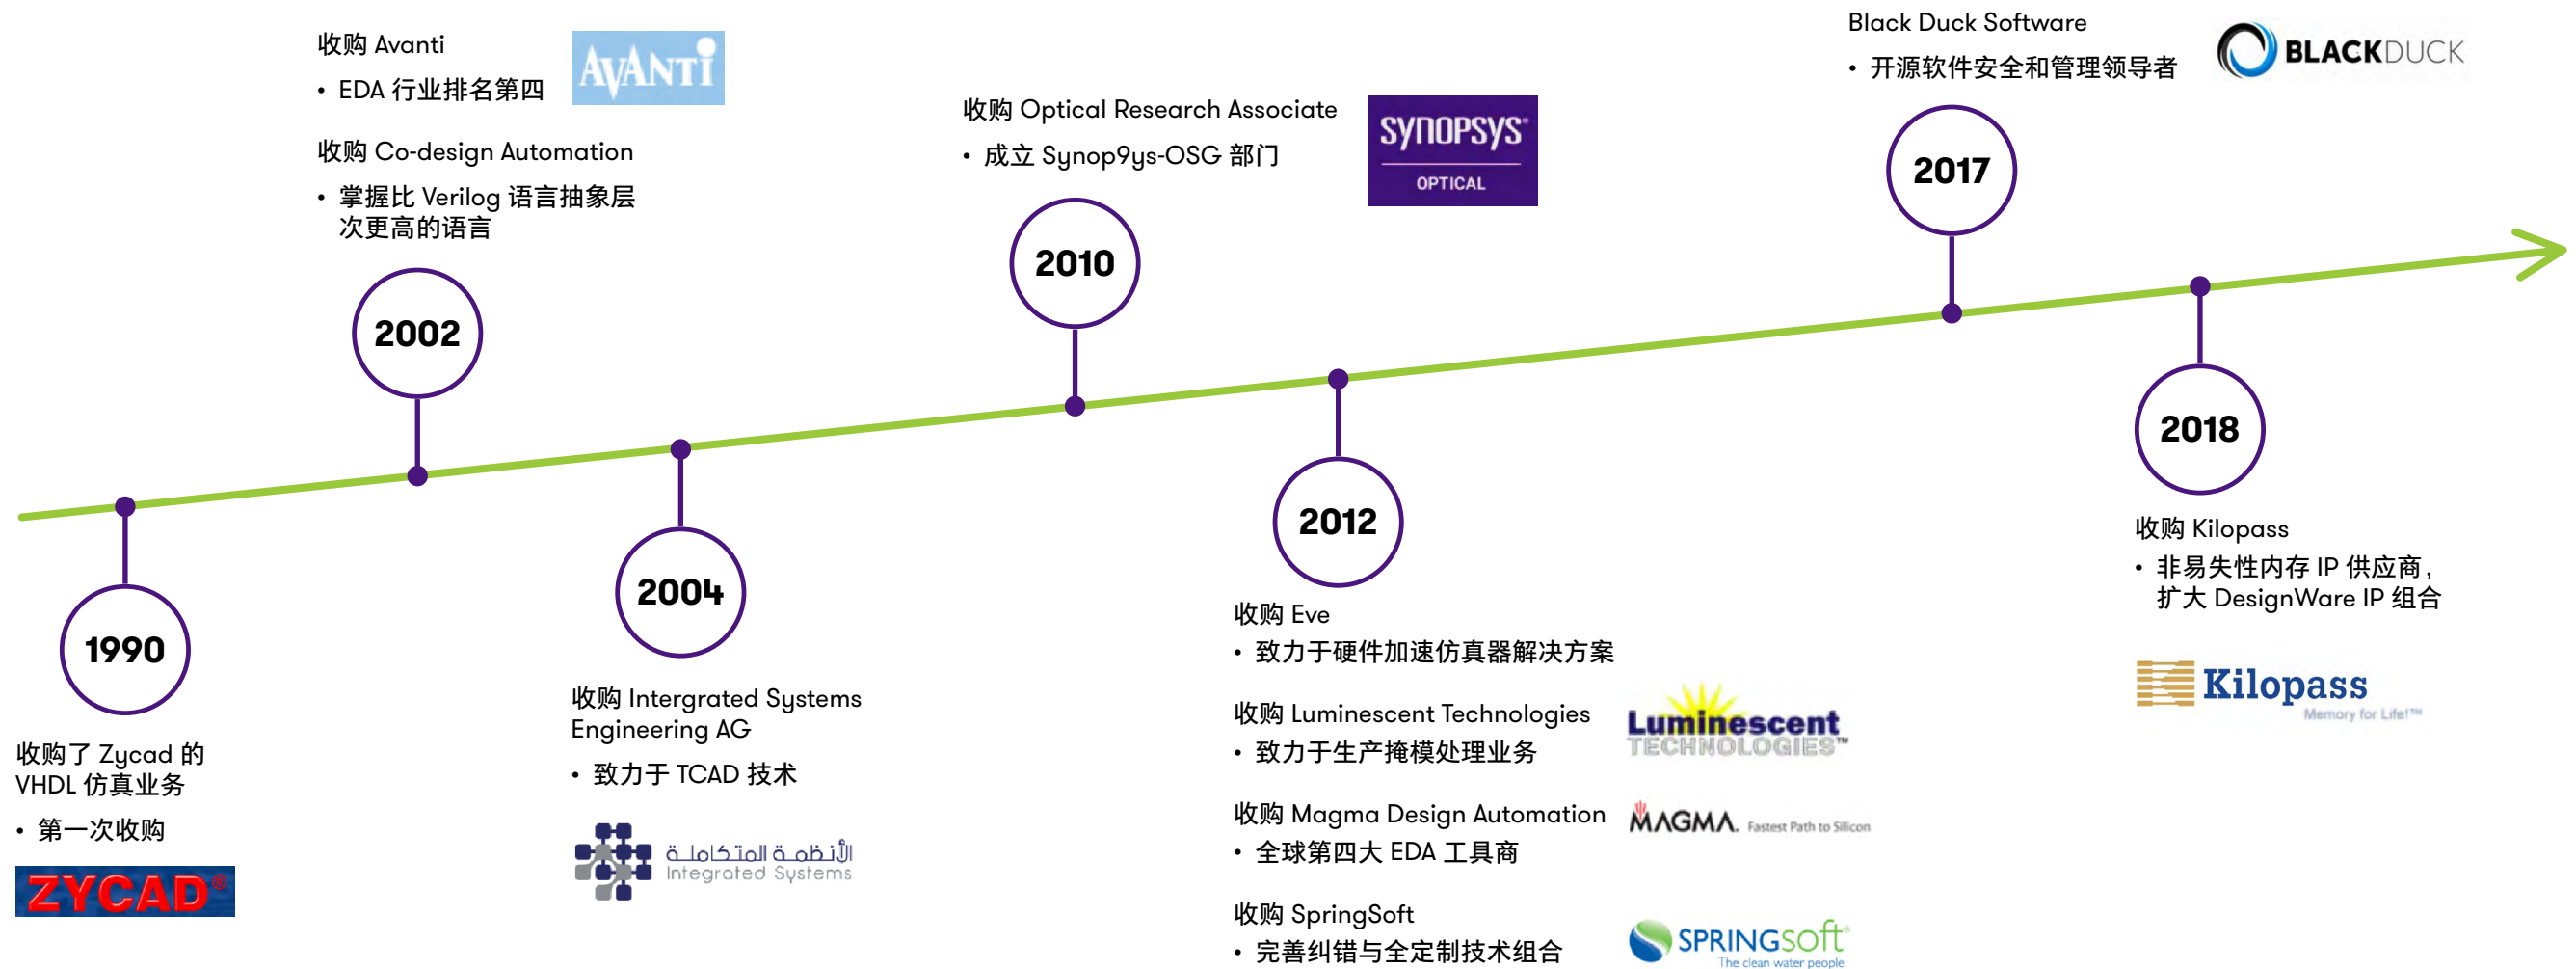 1990
收购了 Zycad 的
VHDL 仿真业务
• 第一次收购
ZYCAD®
收购 Avanti
• EDA 行业排名第四
AVANTi
收购 Co-design Automation
• 掌握比 Verilog 语言抽象层
次更高的语言
2002
2004
收购 Intergrated Systems
Engineering AG
• 致力于 TCAD 技术
الأنظمة المتكاملة
Integrated Systems
收购 Optical Research Associate
• 成立 Synop9ys-OSG 部门
SYNOPSYS®
OPTICAL
2010
2012
收购 Eve
• 致力于硬件加速仿真器解决方案
收购 Luminescent Technologies
• 致力于生产掩模处理业务
Luminescent
TECHNOLOGIES™
收购 Magma Design Automation
• 全球第四大 EDA 工具商
MAGMA. Fastest Path to Silicon
收购 SpringSoft
• 完善纠错与全定制技术组合
SPRINGSOFT®
The clean water people
Black Duck Software
• 开源软件安全和管理领导者
BLACKDUCK
2017
2018
收购 Kilopass
• 非易失性内存 IP 供应商，
扩大 DesignWare IP 组合
Kilopass
Memory for Life!™